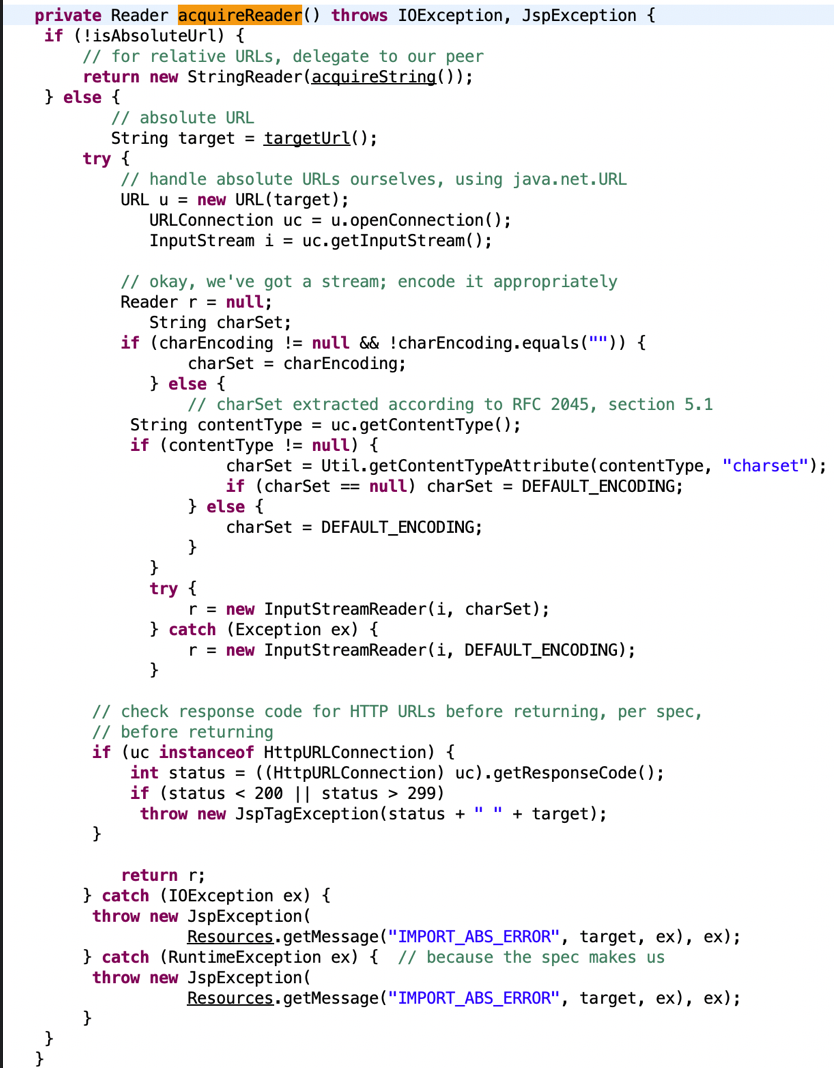 private Reader acquireReader() throws IOException, JspException {
if (!isAbsoluteUrl) {
// for relative URLs, delegate to our peer
return new StringReader(acquireString());
} else {
// absolute URL
String target = targetUrl();
try {
// handle absolute URLs ourselves, using java.net.URL
URL u = new URL(target);
URLConnection uc = u.openConnection();
InputStream i = uc.getInputStream();
// okay, we've got a stream; encode it appropriately
Reader r = null;
String charSet;
if (charEncoding != null && !charEncoding.equals("")) {
charSet = charEncoding;
} else {
// charSet extracted according to RFC 2045, section 5.1
String contentType = uc.getContentType();
if (contentType != null) {
charSet = Util.getContentTypeAttribute(contentType, "charset");
if (charSet == null) charSet = DEFAULT_ENCODING;
} else {
charSet = DEFAULT_ENCODING;
}
}
try {
r = new InputStreamReader(i, charSet);
} catch (Exception ex) {
r = new InputStreamReader(i, DEFAULT_ENCODING);
}
// check response code for HTTP URLs before returning, per spec,
// before returning
if (uc instanceof HttpURLConnection) {
int status = ((HttpURLConnection) uc).getResponseCode();
if (status < 200 || status > 299)
throw new JspTagException(status + " " + target);
}
return r;
} catch (IOException ex) {
throw new JspException(
Resources.getMessage("IMPORT_ABS_ERROR", target, ex), ex);
} catch (RuntimeException ex) { // because the spec makes us
throw new JspException(
Resources.getMessage("IMPORT_ABS_ERROR", target, ex), ex);
}
}
}